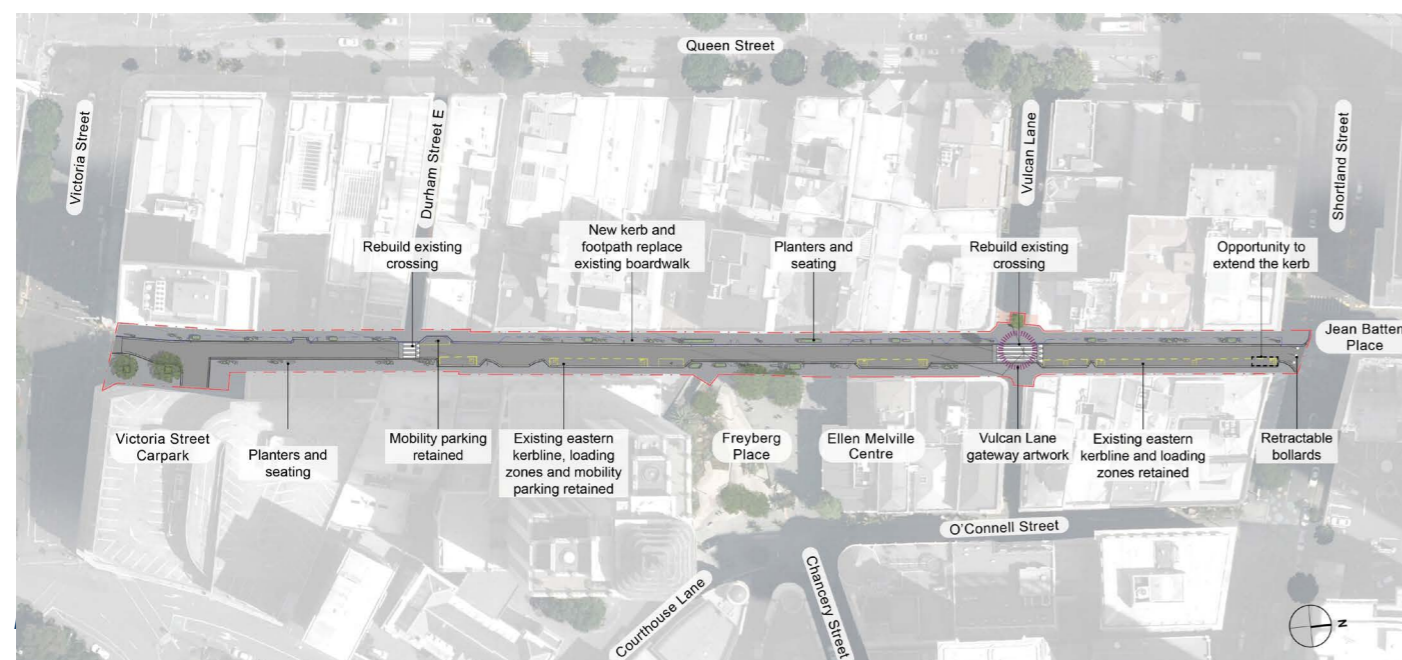 Queen Street
Victoria Street
Durham Street E
Vulcan Lane
Shortland Street
Rebuild existing
crossing
New kerb and
footpath replace
existing boardwalk
Planters and
seating
Rebuild existing
crossing
Opportunity to
extend the kerb
Jean Batten
Place
Victoria Street
Carpark
Planters and
seating
Mobility parking
retained
Existing eastern
kerbline, loading
zones and mobility
parking retained
Freyberg
Place
Ellen Melville
Centre
Vulcan Lane
gateway artwork
Existing eastern
kerbline and loading
zones retained
Retractable
bollards
O'Connell Street
Courthouse Lane
Chancery Street
N